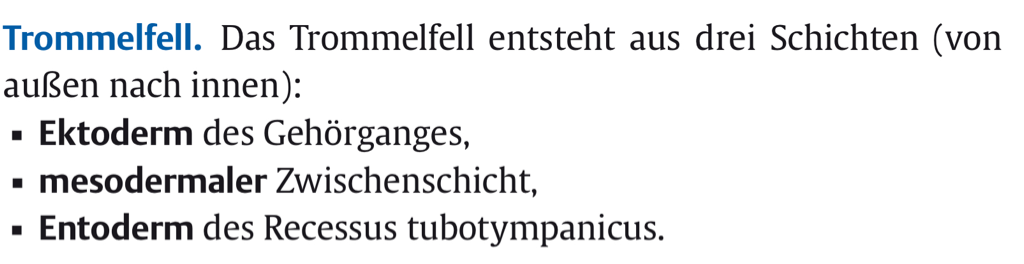 Trommelfell. Das Trommelfell entsteht aus drei Schichten (von
außen nach innen):
▪ Ektoderm des Gehörganges,
▪ mesodermaler Zwischenschicht,
▪ Entoderm des Recessus tubotympanicus.